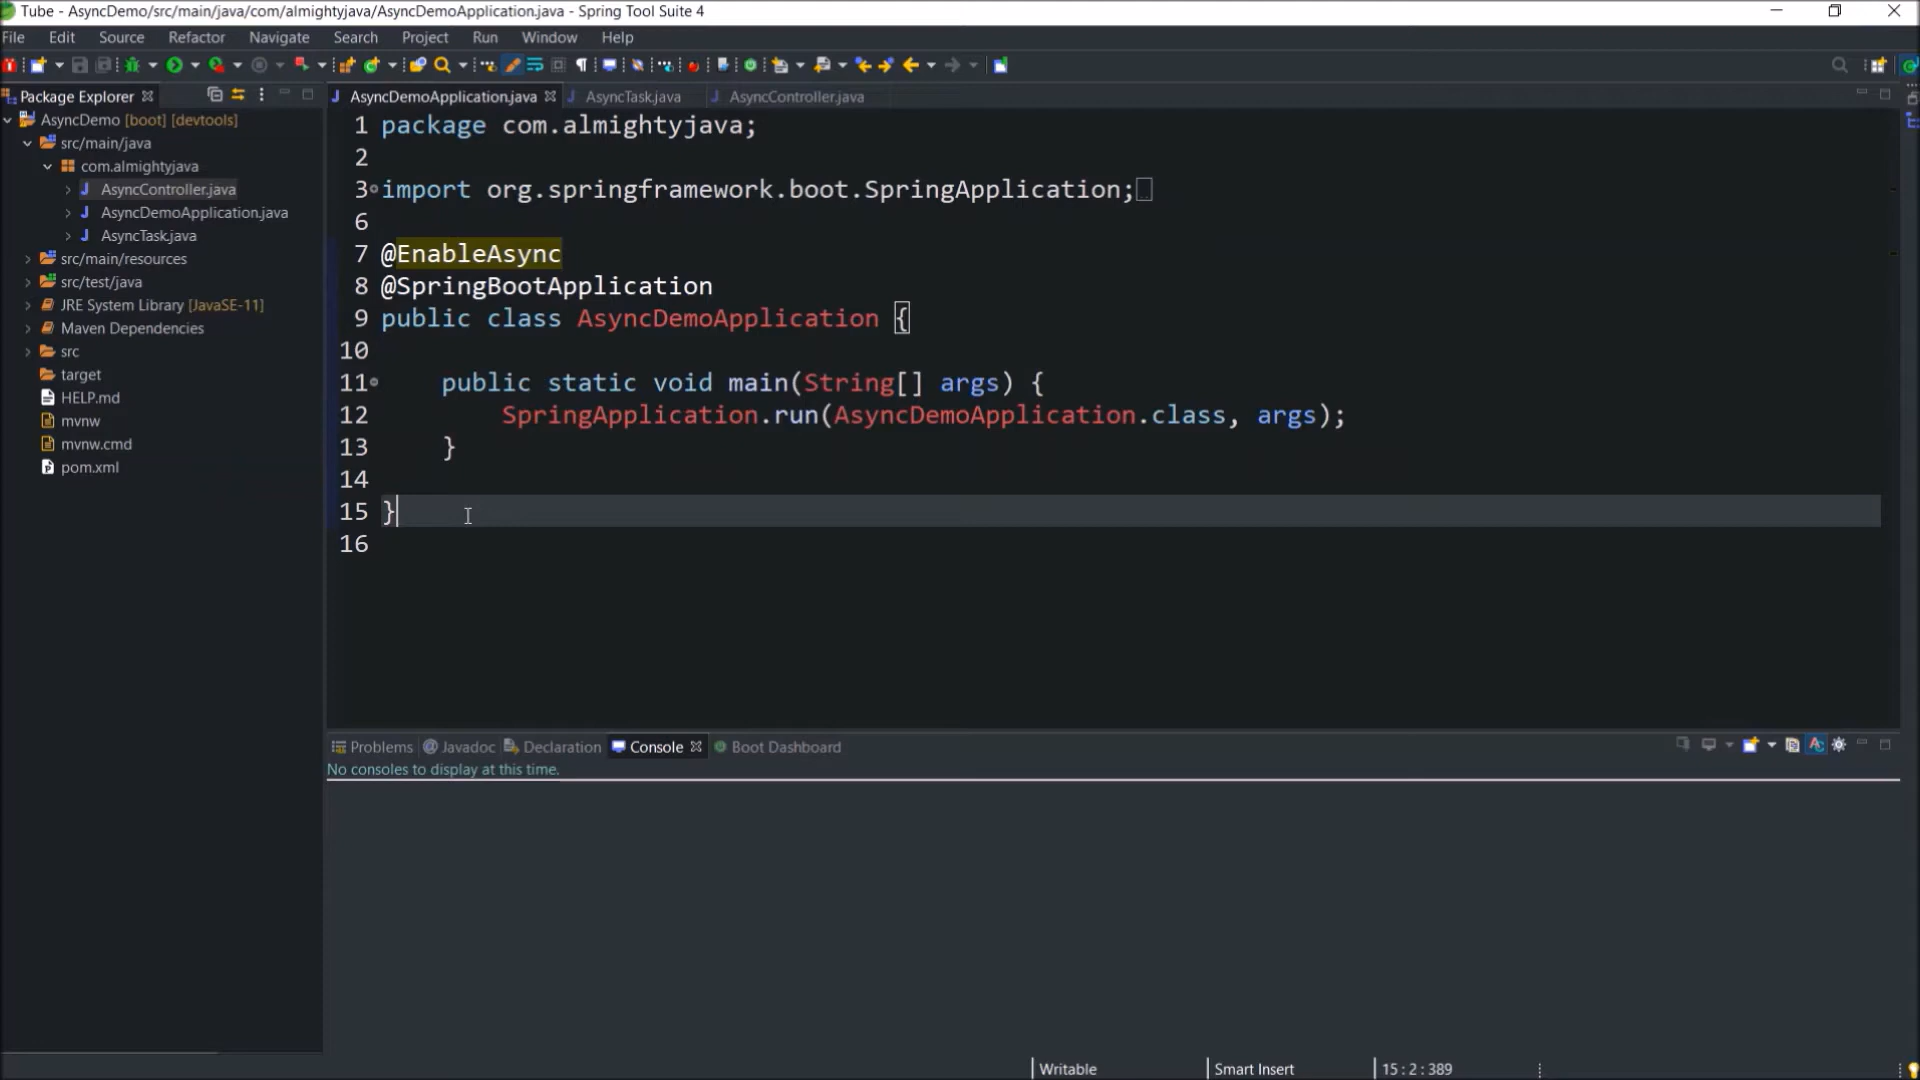 Tube - AsyncDemo/src/main/java/com/almightyjava/AsyncDemoApplication.java - Spring Tool Suite 4
File Edit Source Refactor Navigate Search Project Run Window Help
Package Explorer
AsyncDemo [boot] [devtools]
src/main/java
com.almightyjava
AsyncController.java
AsyncDemoApplication.java
AsyncTask.java
src/main/resources
src/test/java
JRE System Library [JavaSE-11]
Maven Dependencies
src
target
HELP.md
mvnw
mvnw.cmd
pom.xml
AsyncDemoApplication.java AsyncTask.java AsyncController.java
1 package com.almightyjava;
2
3 import org.springframework.boot.SpringApplication;
6
7 @EnableAsync
8 @SpringBootApplication
9 public class AsyncDemoApplication {
10
11 public static void main(String[] args) {
12 SpringApplication.run(AsyncDemoApplication.class, args);
13 }
14
15 }
16
Problems Javadoc Declaration Console Boot Dashboard
No consoles to display at this time.
Writable Smart Insert 15 : 2 : 389